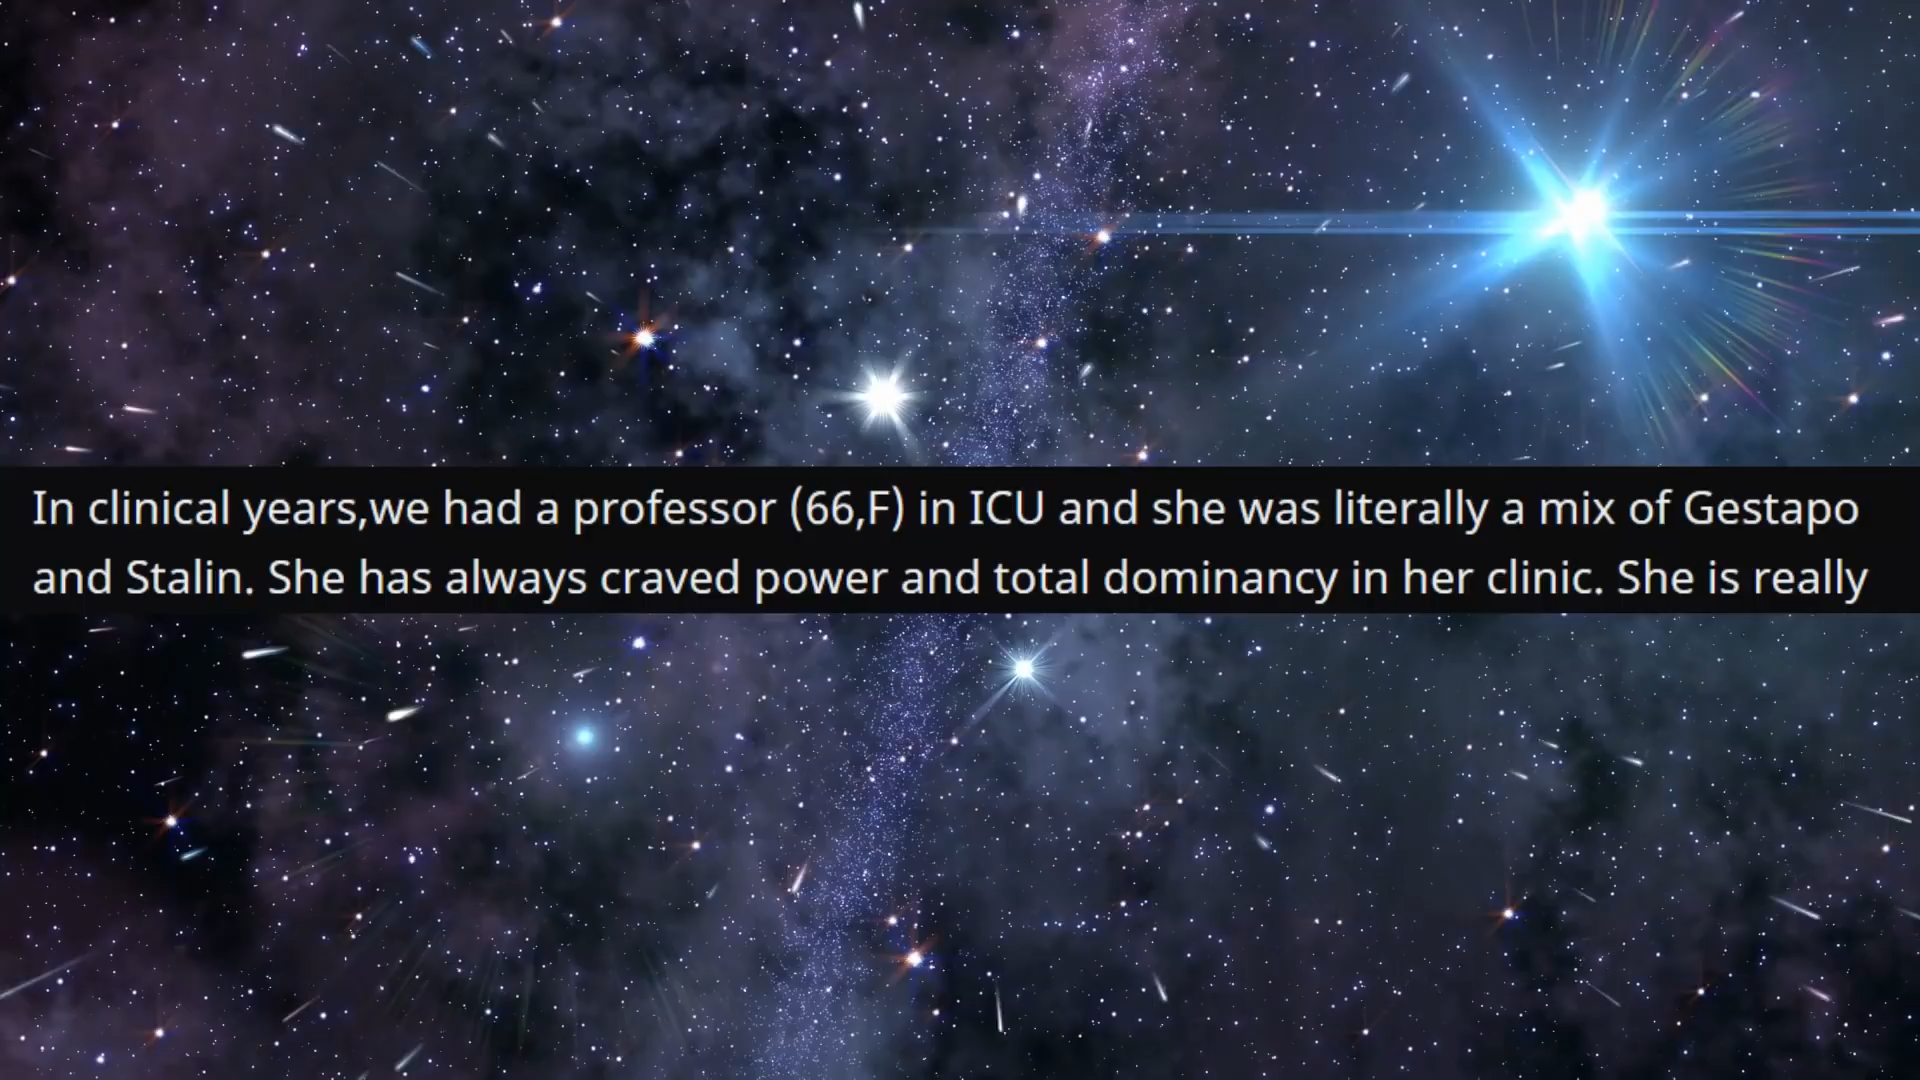 In clinical years,we had a professor (66,F) in ICU and she was literally a mix of Gestapo
and Stalin. She has always craved power and total dominancy in her clinic. She is really